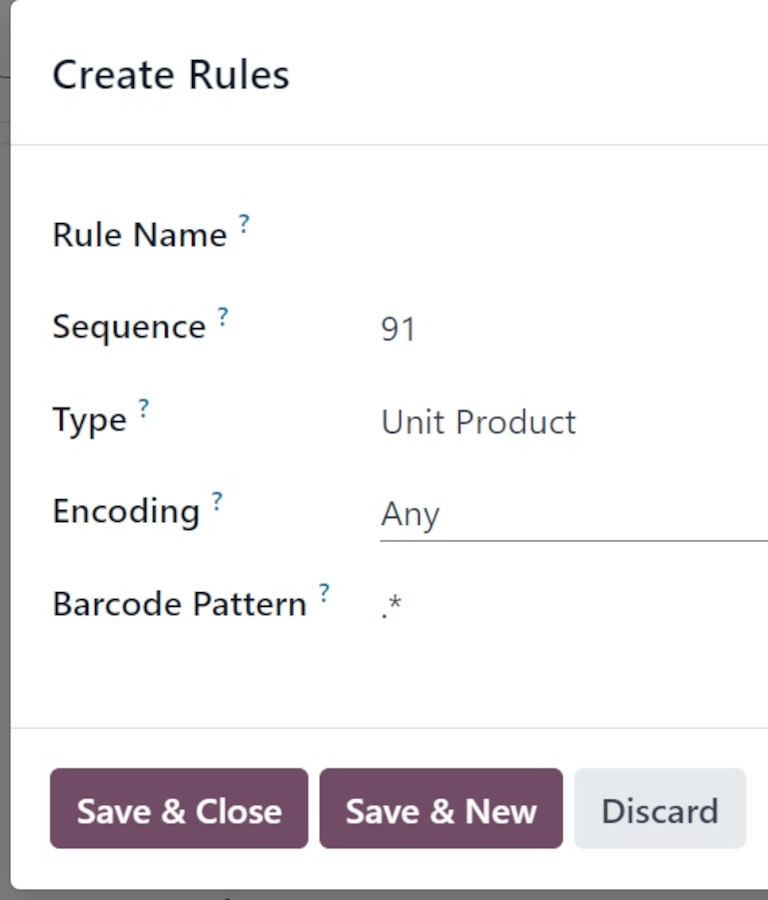 Create Rules
Rule Name ?
Sequence ? 91
Type ? Unit Product
Encoding ? Any
Barcode Pattern ? .*
Save & Close Save & New Discard